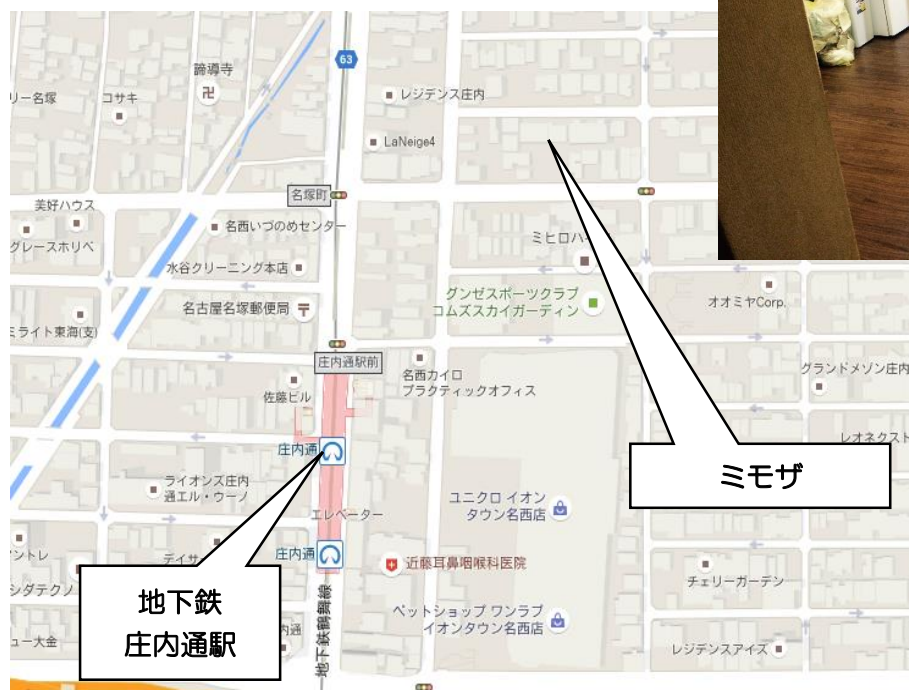 63
諦導寺
リー名塚
コサキ
レジデンス庄内
LaNeige4
名塚町
美好ハウス
グレースホリベ
名西いづのめセンター
ミヒロハイ
水谷クリーニング本店
グンゼスポーツクラブ
コムズスカイガーディン
オオミヤCorp.
名古屋名塚郵便局
ミライト東海(支)
庄内通駅前
名西カイロ
プラクティックオフィス
グランドメゾン庄内
佐藤ビル
レオネクスト
庄内通
ミモザ
ライオンズ庄内
通エル・ウーノ
ユニクロ イオン
タウン名西店
エレベーター
ントレ
デイサ
庄内通
近藤耳鼻咽喉科医院
シダテクノ
チェリーガーデン
地下鉄
庄内通駅
地下鉄鶴舞線
ペットショップ ワンラブ
イオンタウン名西店
ュー大金
内通
レジデンスアイズ